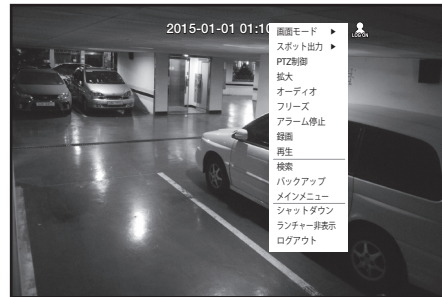 2015-01-01 01:10
LOG ON
画面モード ▶
スポット出力 ▶
PTZ制御
拡大
オーディオ
フリーズ
アラーム停止
録画
再生
検索
バックアップ
メインメニュー
シャットダウン
ランチャー非表示
ログアウト